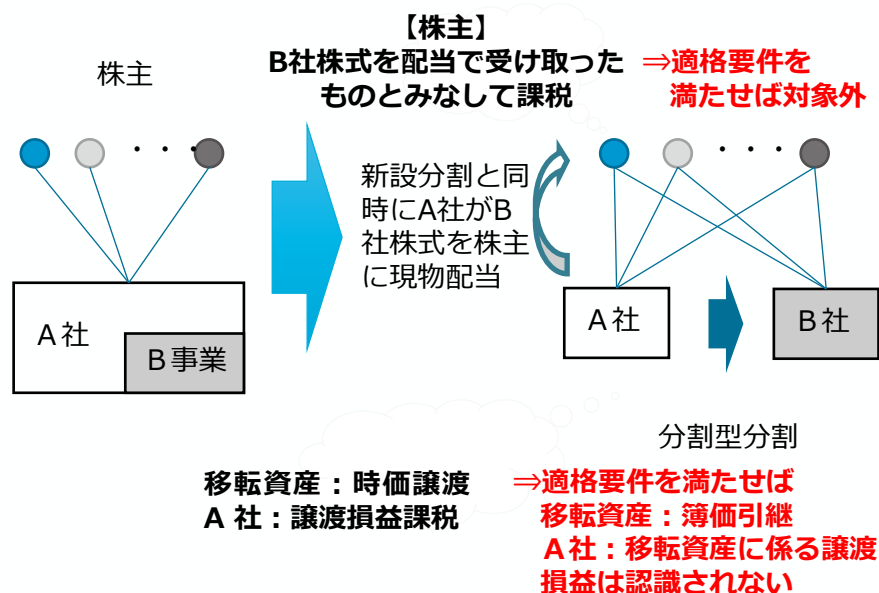 【株主】
B社株式を配当で受け取った
ものとみなして課税
⇒適格要件を
満たせば対象外
株主
・・・
新設分割と同
時にA社がB
社株式を株主
に現物配当
・・・
A社
B事業
A社
B社
分割型分割
移転資産：時価譲渡
A 社：譲渡損益課税
⇒適格要件を満たせば
移転資産：簿価引継
A社：移転資産に係る譲渡
損益は認識されない